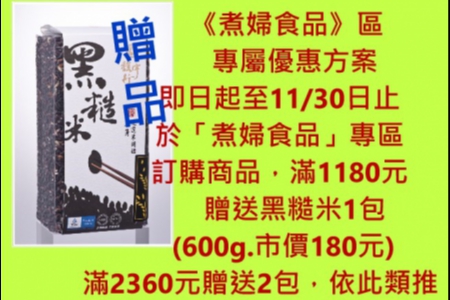 贈品
黑糙米
《煮婦食品》區
專屬優惠方案
即日起至11/30日止
於「煮婦食品」專區
訂購商品，滿1180元
贈送黑糙米1包
(600g.市價180元)
滿2360元贈送2包，依此類推